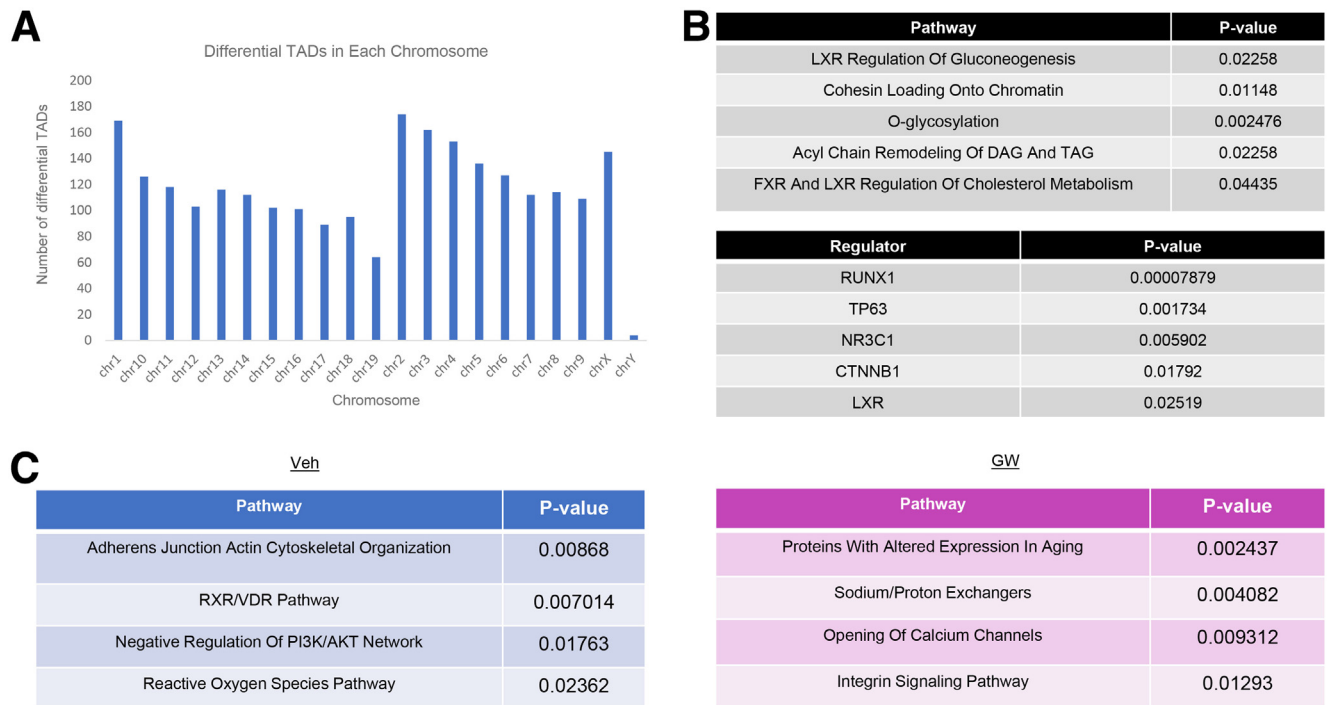 A
Differential TADs in Each Chromosome
Number of differential TADs
200
180
160
140
120
100
80
60
40
20
0
chr1 chr10 chr11 chr12 chr13 chr14 chr15 chr16 chr17 chr18 chr19 chr2 chr3 chr4 chr5 chr6 chr7 chr8 chr9 chrX chrY
Chromosome
B
Pathway P-value
LXR Regulation Of Gluconeogenesis 0.02258
Cohesin Loading Onto Chromatin 0.01148
O-glycosylation 0.002476
Acyl Chain Remodeling Of DAG And TAG 0.02258
FXR And LXR Regulation Of Cholesterol Metabolism 0.04435
Regulator P-value
RUNX1 0.00007879
TP63 0.001734
NR3C1 0.005902
CTNNB1 0.01792
LXR 0.02519
C
Veh
Pathway P-value
Adherens Junction Actin Cytoskeletal Organization 0.00868
RXR/VDR Pathway 0.007014
Negative Regulation Of PI3K/AKT Network 0.01763
Reactive Oxygen Species Pathway 0.02362
GW
Pathway P-value
Proteins With Altered Expression In Aging 0.002437
Sodium/Proton Exchangers 0.004082
Opening Of Calcium Channels 0.009312
Integrin Signaling Pathway 0.01293